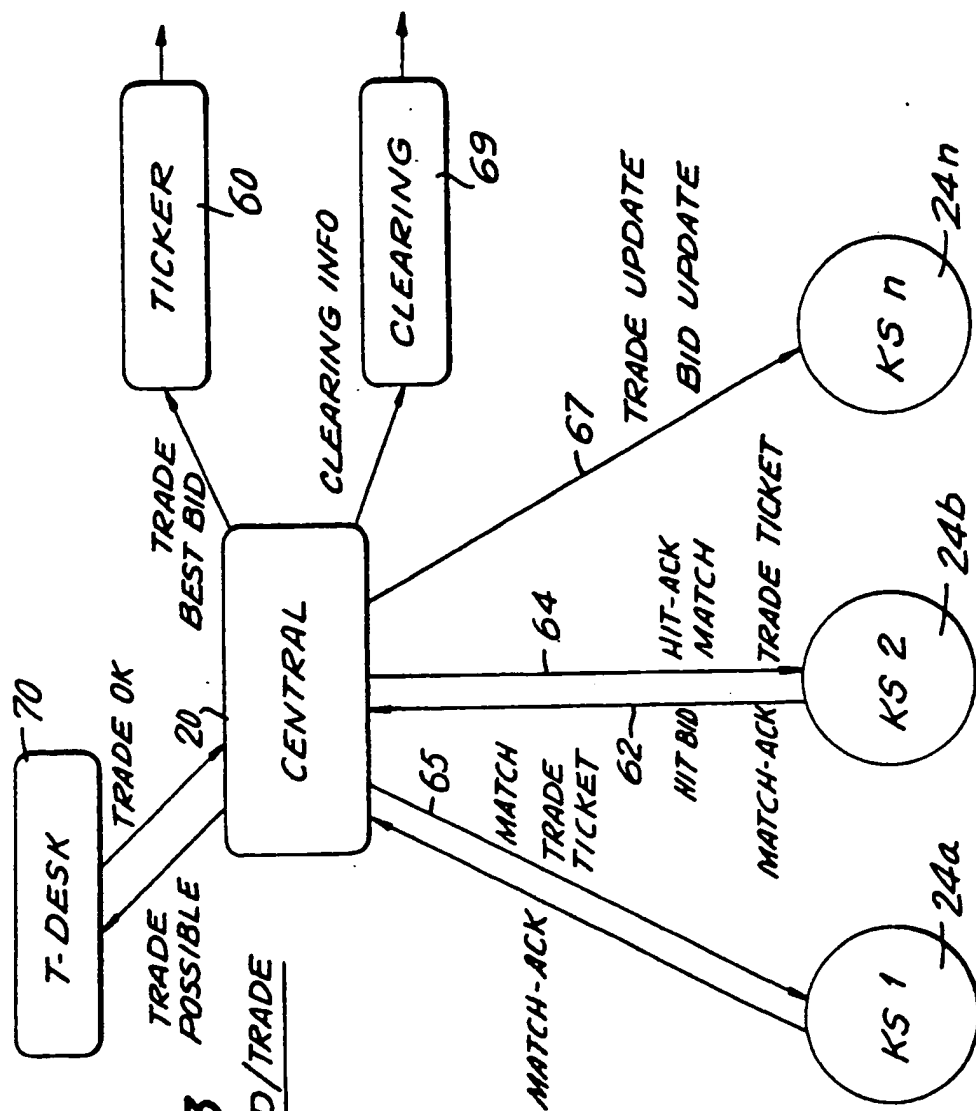 70
T-DESK
TRADE OK
TRADE
POSSIBLE
3
D/TRADE
20
CENTRAL
TRADE
BEST BID
TICKER
60
CLEARING INFO
CLEARING
69
65
MATCH
TRADE
TICKET
MATCH-ACK
62
HIT BID
MATCH-ACK
64
HIT-ACK
MATCH
TRADE TICKET
67
TRADE UPDATE
BID UPDATE
KS 1
24a
KS 2
24b
KS n
24n